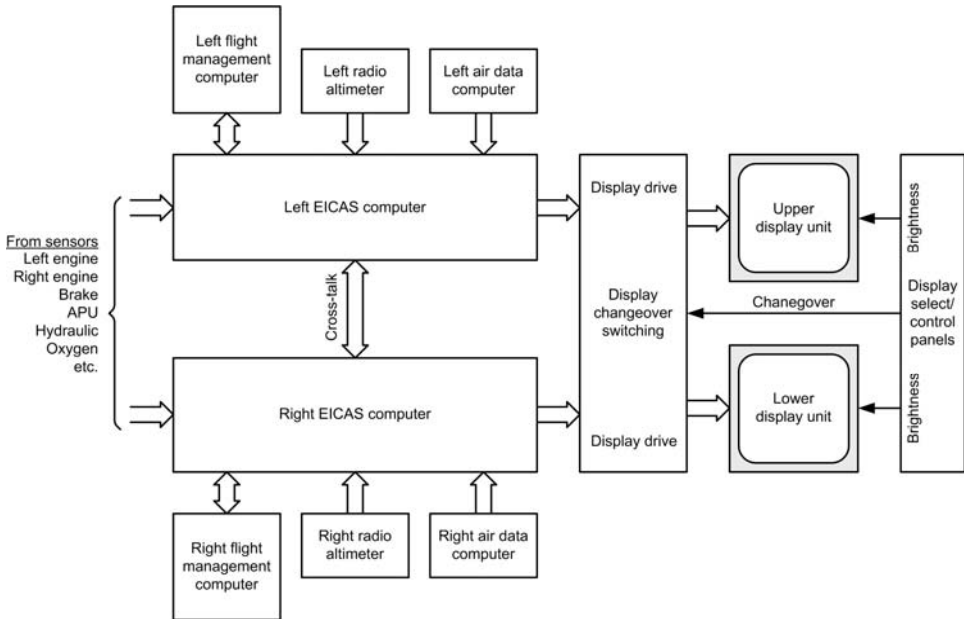 Left flight
management
computer
Left radio
altimeter
Left air data
computer
Left EICAS computer
Display drive
Upper
display unit
Brightness
From sensors
Left engine
Right engine
Brake
APU
Hydraulic
Oxygen
etc.
Cross-talk
Display
changeover
switching
Chanegover
Display
select/
control
panels
Right EICAS computer
Display drive
Lower
display unit
Brightness
Right flight
management
computer
Right radio
altimeter
Right air data
computer